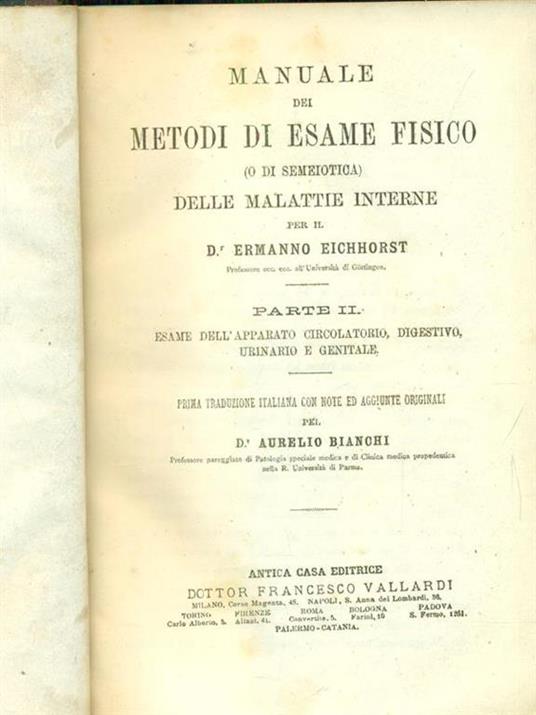 MANUALE
DEI
METODI DI ESAME FISICO
(O DI SEMEIOTICA)
DELLE MALATTIE INTERNE
PER IL
D.r ERMANNO EICHHORST
Professore ecc. ecc. all'Università di Göttingen.
PARTE II.
ESAME DELL'APPARATO CIRCOLATORIO, DIGESTIVO,
URINARIO E GENITALE.
PRIMA TRADUZIONE ITALIANA CON NOTE ED AGGIUNTE ORIGINALI
PEL
D.r AURELIO BIANCHI
Professore pareggiato di Patologia speciale medica e di Clinica medica propedeutica
nella R. Università di Parma.
ANTICA CASA EDITRICE
DOTTOR FRANCESCO VALLARDI
MILANO, Corso Magenta, 48. NAPOLI, S. Anna dei Lombardi, 36.
TORINO FIRENZE ROMA BOLOGNA PADOVA
Carlo Alberto, 5. Alfani, 41. Convertite, 5. Farini, 10 S. Fermo, 1251.
PALERMO-CATANIA.